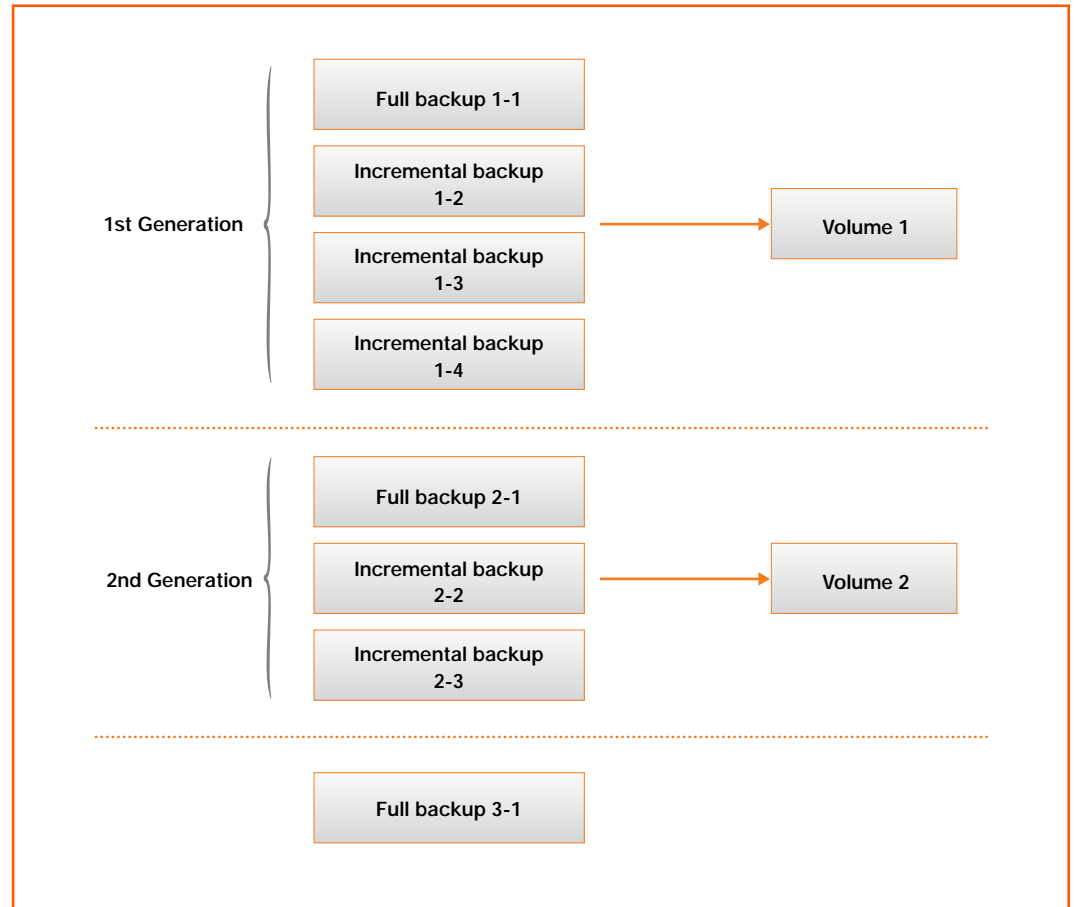 Full backup 1-1
Incremental backup
1-2
1st Generation
Volume 1
Incremental backup
1-3
Incremental backup
1-4
Full backup 2-1
2nd Generation
Incremental backup
2-2
Volume 2
Incremental backup
2-3
Full backup 3-1